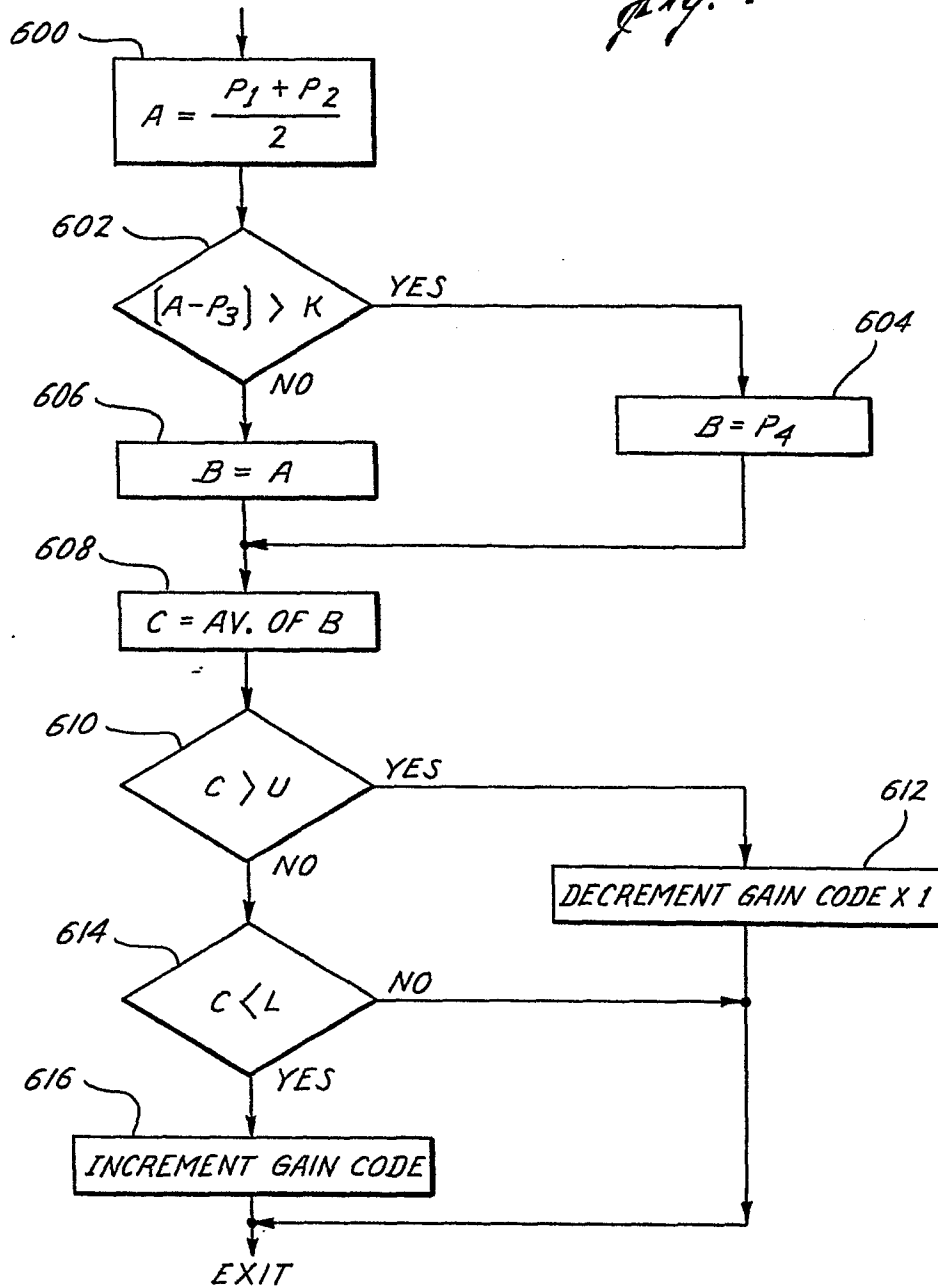 Fig.
600
A = P1 + P2 / 2
602
[A-P3] > K
YES
NO
604
B = P4
606
B = A
608
C = AV. OF B
610
C > U
YES
NO
612
DECREMENT GAIN CODE X 1
614
C < L
NO
YES
616
INCREMENT GAIN CODE
EXIT